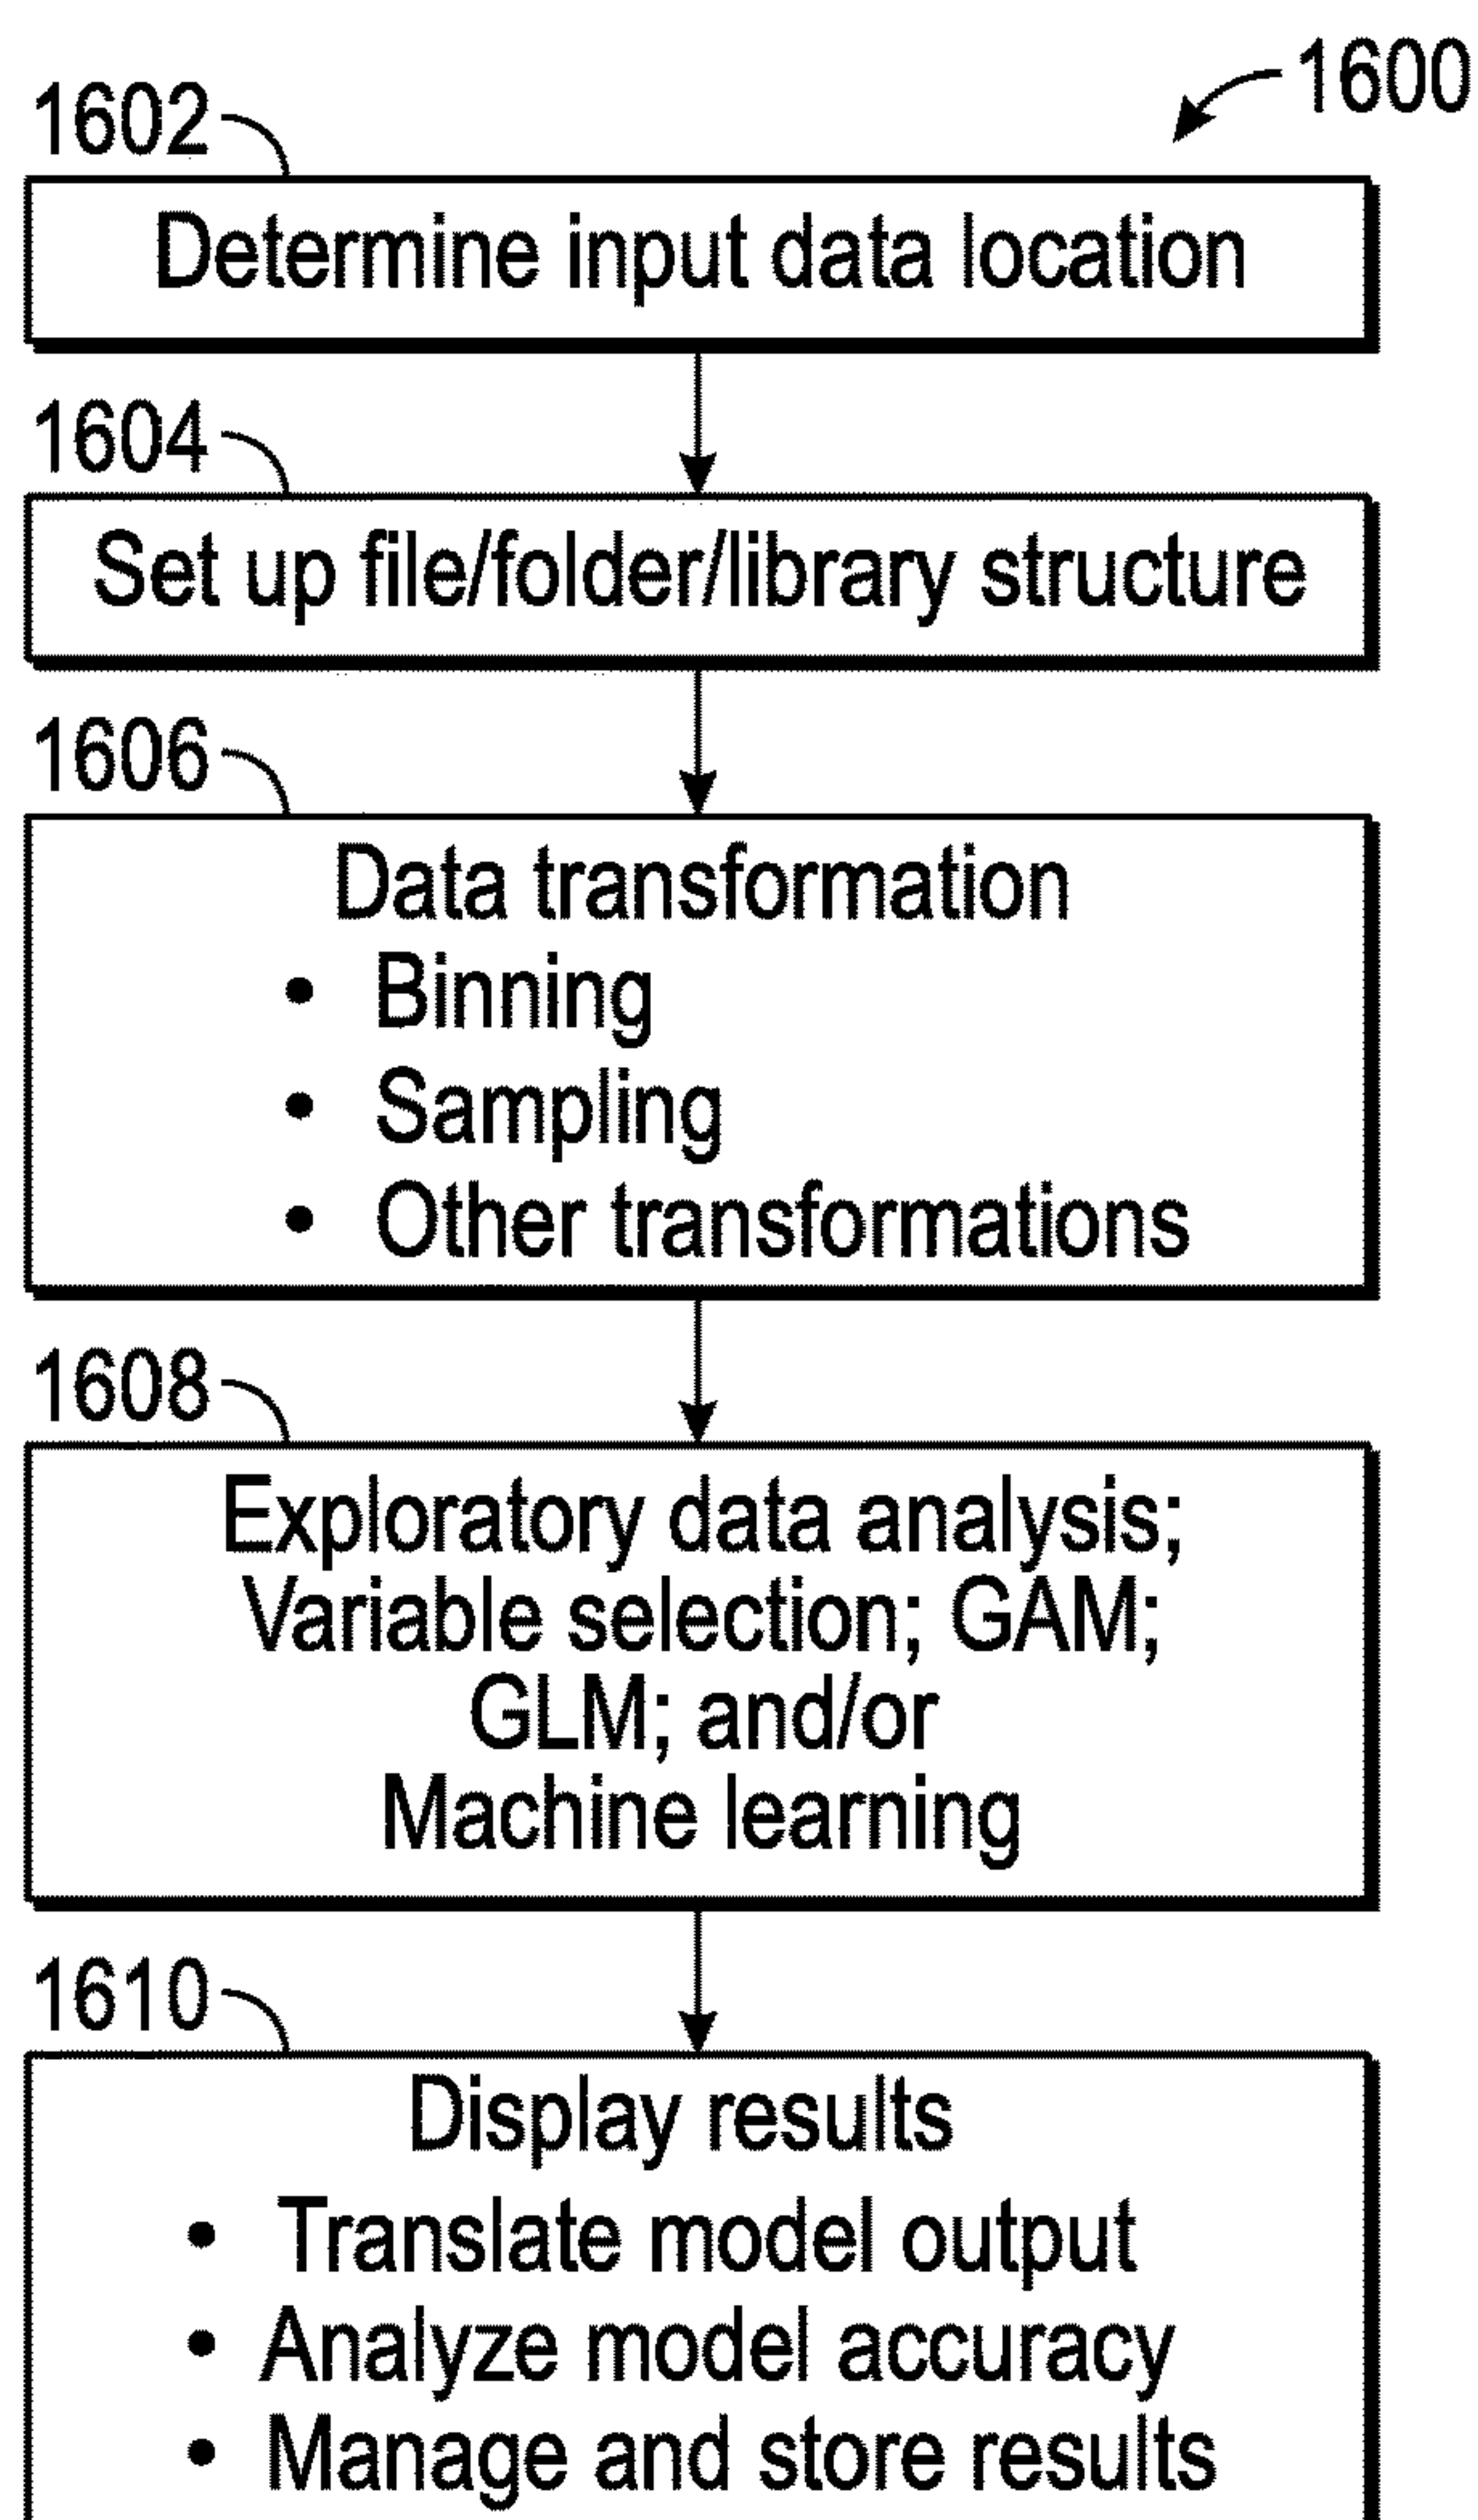 1600
1602
Determine input data location
1604
Set up file/folder/library structure
1606
Data transformation
• Binning
• Sampling
• Other transformations
1608
Exploratory data analysis;
Variable selection; GAM;
GLM; and/or
Machine learning
1610
Display results
• Translate model output
• Analyze model accuracy
• Manage and store results